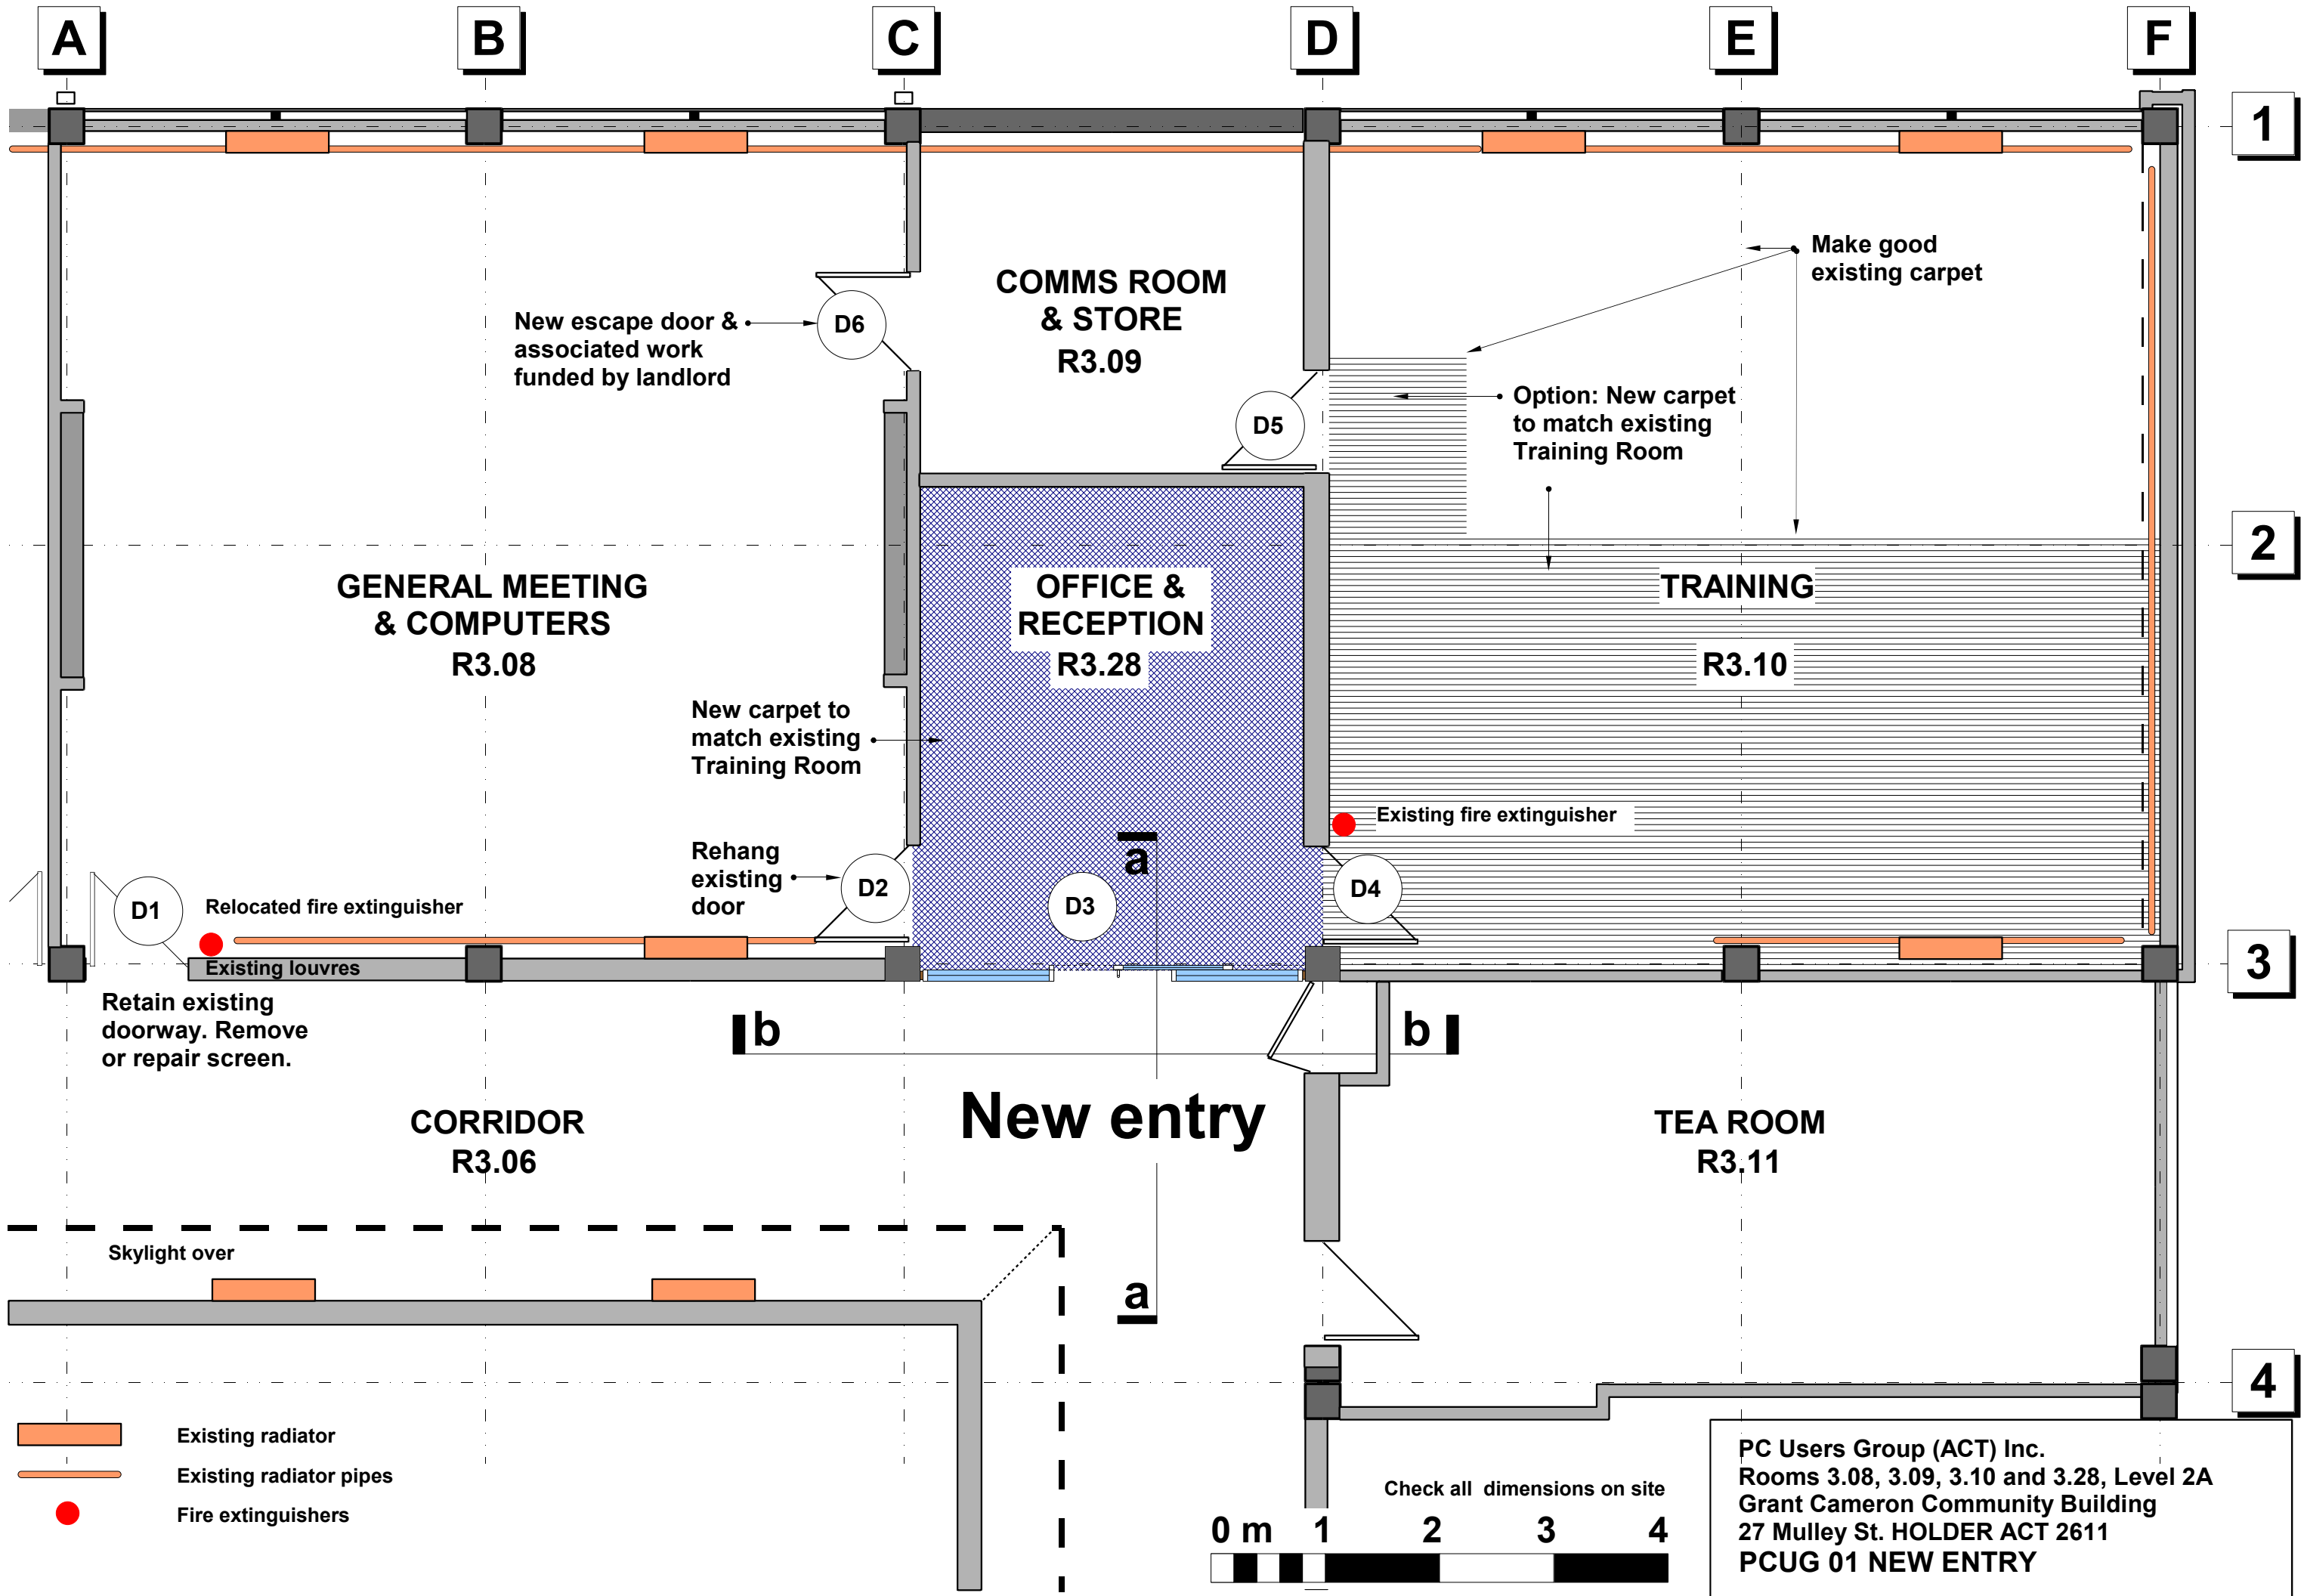 A
B
C
D
E
F
1
2
3
4
New escape door &
associated work
funded by landlord
D6
COMMS ROOM
& STORE
R3.09
D5
Make good
existing carpet
Option: New carpet
to match existing
Training Room
GENERAL MEETING
& COMPUTERS
R3.08
OFFICE &
RECEPTION
R3.28
TRAINING
R3.10
New carpet to
match existing
Training Room
Existing fire extinguisher
Rehang
existing
door
D2
D3
a
D4
D1
Relocated fire extinguisher
Existing louvres
Retain existing
doorway. Remove
or repair screen.
b
b
New entry
CORRIDOR
R3.06
TEA ROOM
R3.11
Skylight over
a
Existing radiator
Existing radiator pipes
Fire extinguishers
Check all dimensions on site
0 m 1 2 3 4
PC Users Group (ACT) Inc.
Rooms 3.08, 3.09, 3.10 and 3.28, Level 2A
Grant Cameron Community Building
27 Mulley St. HOLDER ACT 2611
PCUG 01 NEW ENTRY